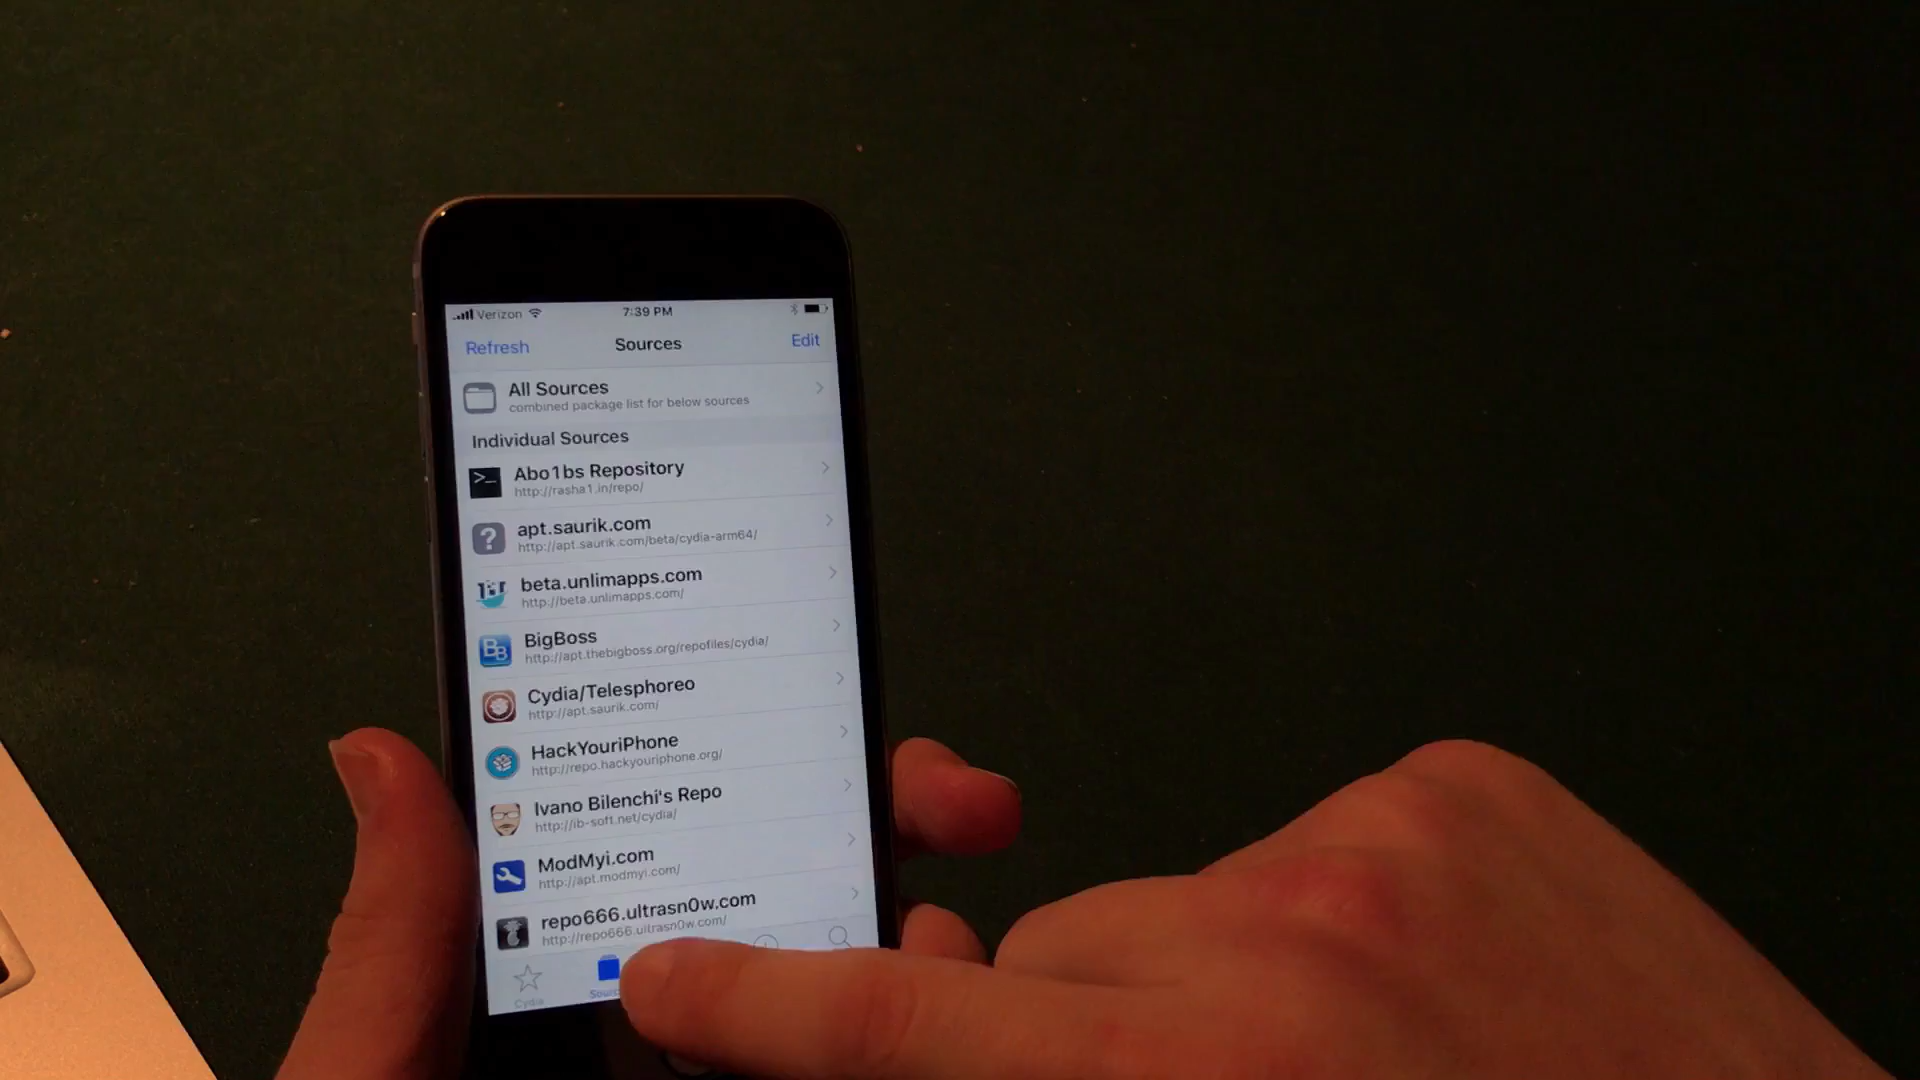 Verizon 7:39 PM
Refresh Sources Edit
All Sources
combined package list for below sources
Individual Sources
>_ Abo1bs Repository
http://rasha1.in/repo/
? apt.saurik.com
http://apt.saurik.com/beta/cydia-arm64/
beta.unlimapps.com
http://beta.unlimapps.com/
BB BigBoss
http://apt.thebigboss.org/repofiles/cydia/
Cydia/Telesphoreo
http://apt.saurik.com/
HackYouriPhone
http://repo.hackyouriphone.org/
Ivano Bilenchi's Repo
http://ib-soft.net/cydia/
ModMyi.com
http://apt.modmyi.com/
repo666.ultrasn0w.com
http://repo666.ultrasn0w.com/
Cydia